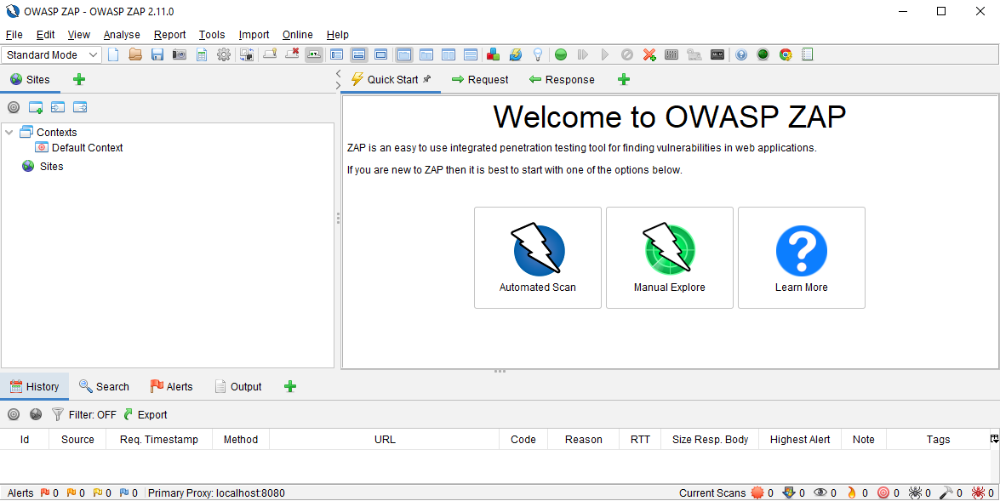 OWASP ZAP - OWASP ZAP 2.11.0
File Edit View Analyse Report Tools Import Online Help
Standard Mode
Sites
Quick Start Request Response
Contexts
Default Context
Sites
Welcome to OWASP ZAP
ZAP is an easy to use integrated penetration testing tool for finding vulnerabilities in web applications.
If you are new to ZAP then it is best to start with one of the options below.
Automated Scan Manual Explore Learn More
History Search Alerts Output
Filter: OFF Export
Id Source Req. Timestamp Method URL Code Reason RTT Size Resp. Body Highest Alert Note Tags
Alerts 0 0 0 0 Primary Proxy: localhost:8080 Current Scans 0 0 0 0 0 0 0 0